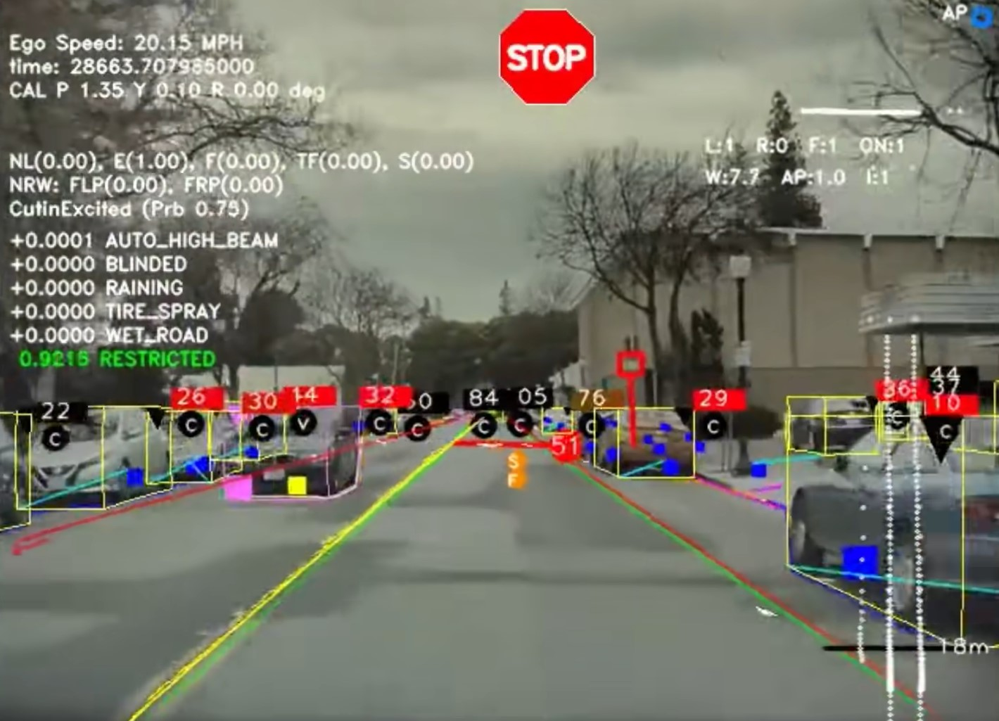 AP
STOP
Ego Speed: 20.15 MPH
time: 28663.707985000
CAL P 1.35 Y 0.10 R 0.00 deg
L:1 R:0 F:1 ON:1
NL(0.00), E(1.00), F(0.00), TF(0.00), S(0.00)
W:7.7 AP:1.0 I:1
NRW: FLP(0.00), FRP(0.00)
CutinExcited (Prb 0.75)
+0.0001 AUTO_HIGH_BEAM
+0.0000 BLINDED
+0.0000 RAINING
+0.0000 TIRE_SPRAY
+0.0000 WET_ROAD
0.9215 RESTRICTED
44
37
22 26 30 14 32 84 05 76 29 36 10
C C C V C C C C C C C C
51
S
F
18m